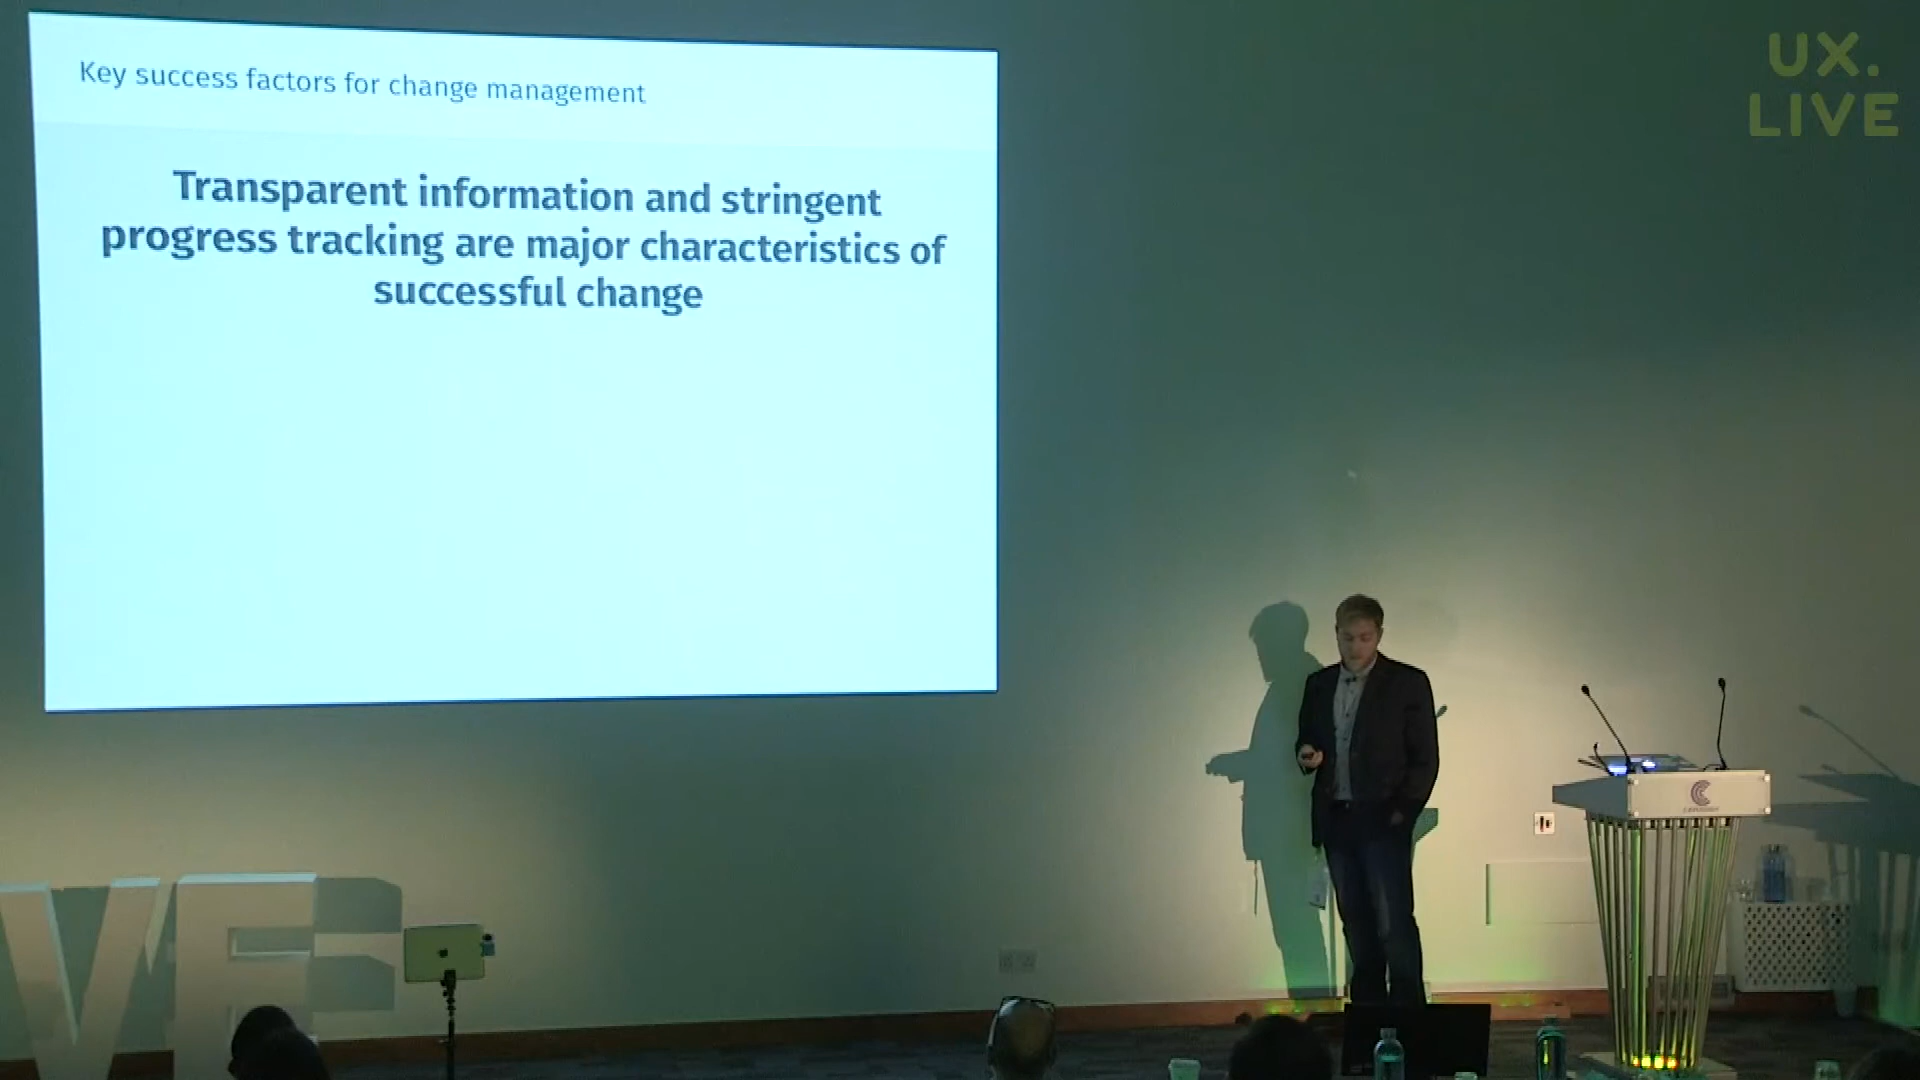 Key success factors for change management
Transparent information and stringent
progress tracking are major characteristics of
successful change
UX.
LIVE
VE